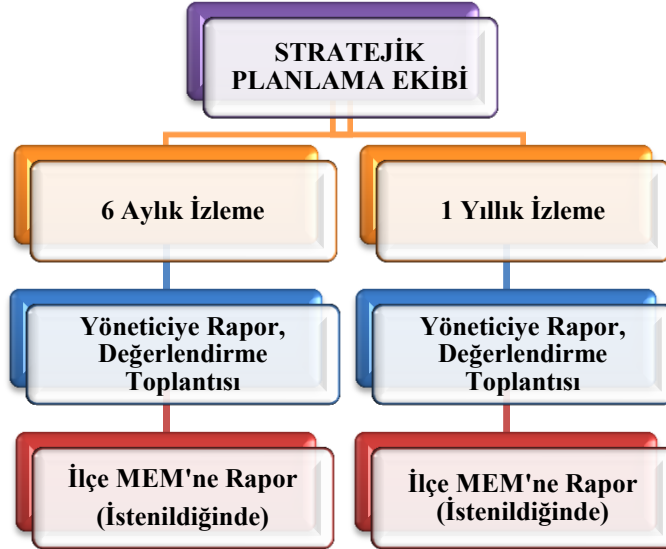 STRATEJİK
PLANLAMA EKİBİ
6 Aylık İzleme
1 Yıllık İzleme
Yöneticiye Rapor,
Değerlendirme
Toplantısı
Yöneticiye Rapor,
Değerlendirme
Toplantısı
İlçe MEM'ne Rapor
(İstenildiğinde)
İlçe MEM'ne Rapor
(İstenildiğinde)